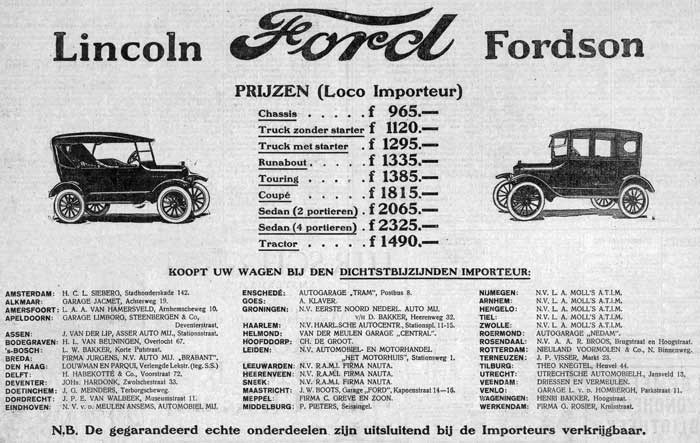 Lincoln Ford Fordson
PRIJZEN (Loco Importeur)
Chassis . . . . f 965.—
Truck zonder starter f 1120.—
Truck met starter . f 1295.—
Runabout . . . . f 1335.—
Touring . . . . f 1385.—
Coupé . . . . f 1815.—
Sedan (2 portieren) . f 2065.—
Sedan (4 portieren) . f 2325.—
Tractor . . . . f 1490.—
KOOPT UW WAGEN BIJ DEN DICHTSTBIJZIJNDEN IMPORTEUR:
AMSTERDAM: H. C. L. SIEBERG, Stadhouderskade 142.
ALKMAAR: GARAGE JACMET, Achterweg 19.
AMERSFOORT: L. A. A. VAN HAMERSVELD, Arnhemscheweg 10.
APELDOORN: GARAGE LIMBORG, STEENBERGEN & Co,
Deventerstraat.
ASSEN: J. VAN DER LIP, ASSER AUTO MIJ, Stationsstraat.
BODEGRAVEN: H. L. VAN BEUNINGEN, Overtocht 67.
's-BOSCH: L. W. BAKKER, Korte Putstraat.
BREDA: FIRMA JURGENS, N.V. AUTO MIJ. „BRABANT".
DEN HAAG: LOUWMAN EN PARQUI, Verlengde Lekstr. (teg. S.S.)
DELFT: H. HABEKOTTÉ & Co., Voorstraat 72.
DEVENTER: JOHs. HARDONK, Zwolschestraat 33.
DOETINCHEM: J. G. MEINDERS, Terborgscheweg.
DORDRECHT: J. P. E. VAN WALBEEK, Museumstraat 11.
EINDHOVEN: N. V. v.o. MEULEN ANSEMS, AUTOMOBIEL MIJ.
ENSCHEDÉ: AUTOGARAGE „TRAM", Postbus 8.
GOES: A. KLAVER.
GRONINGEN: N.V. EERSTE NOORD NEDERL. AUTO MIJ.
v/h D. BAKKER, Heerenweg 32.
HAARLEM: N.V. HAARL.SCHE AUTOCENTR., Stationspl. 11-15.
HELMOND: VAN DER MEULEN GARAGE „CENTRAL".
HOOFDDORP: CH. DE GROOT.
LEIDEN: N.V. AUTOMOBIEL- EN MOTORHANDEL
„HET MOTORHUIS", Stationsweg 1.
LEEUWARDEN: N.V. R.A.M.I. FIRMA NAUTA.
HEERENVEEN: N.V. R.A.M.I. FIRMA NAUTA.
SNEEK: N.V. R.A.M.I. FIRMA NAUTA.
MAASTRICHT: J. W. BOOTS, Garage „FORD", Kapoenstraat 14—16.
MEPPEL: FIRMA C. GREVE EN ZOON.
MIDDELBURG: P. PIETERS, Seissingel.
NIJMEGEN: N.V. L. A. MOLL'S A.T.I.M.
ARNHEM: N.V. L. A. MOLL'S A.T.I.M.
HENGELO: N.V. L. A. MOLL'S A.T.I.M.
TIEL: N.V. L. A. MOLL'S A.T.I.M.
ZWOLLE: N.V. L. A. MOLL'S A.T.I.M.
ROERMOND: AUTOGARAGE „NEDAM".
ROSENDAAL: N.V. A. A. R. BROOS, Brugstraat en Hoogstraat.
ROTTERDAM: NIEULAND VOORMOLEN & Co., N. Binnenweg.
TERNEUZEN: J. P. VISSER, Markt 23.
TILBURG: THEO KNEGTEL, Heuvel 44.
UTRECHT: UTRECHTSCHE AUTOMOBIELH., Jansveld 13.
VEENDAM: DRIESSEN EN VERMEULEN.
VENLO: GARAGE L. v. d. HOMBERGH, Parkstraat 11.
WAGENINGEN: HENRI BAKKER, Hoogstraat.
WERKENDAM: FIRMA G. ROSIER, Kruisstraat.
N.B. De gegarandeerd echte onderdeelen zijn uitsluitend bij de Importeurs verkrijgbaar.